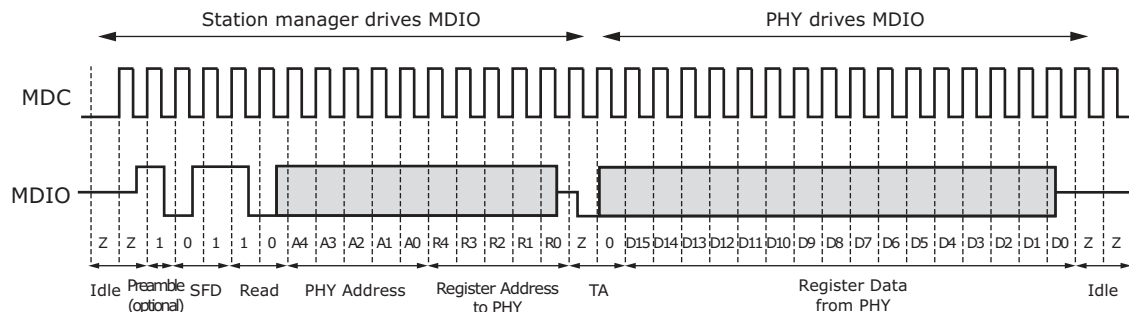 Station manager drives MDIO PHY drives MDIO
MDC
MDIO
Z Z 1 0 1 1 0 A4 A3 A2 A1 A0 R4 R3 R2 R1 R0 Z 0 D15 D14 D13 D12 D11 D10 D9 D8 D7 D6 D5 D4 D3 D2 D1 D0 Z Z
Idle Preamble (optional) SFD Read PHY Address Register Address to PHY TA Register Data from PHY Idle